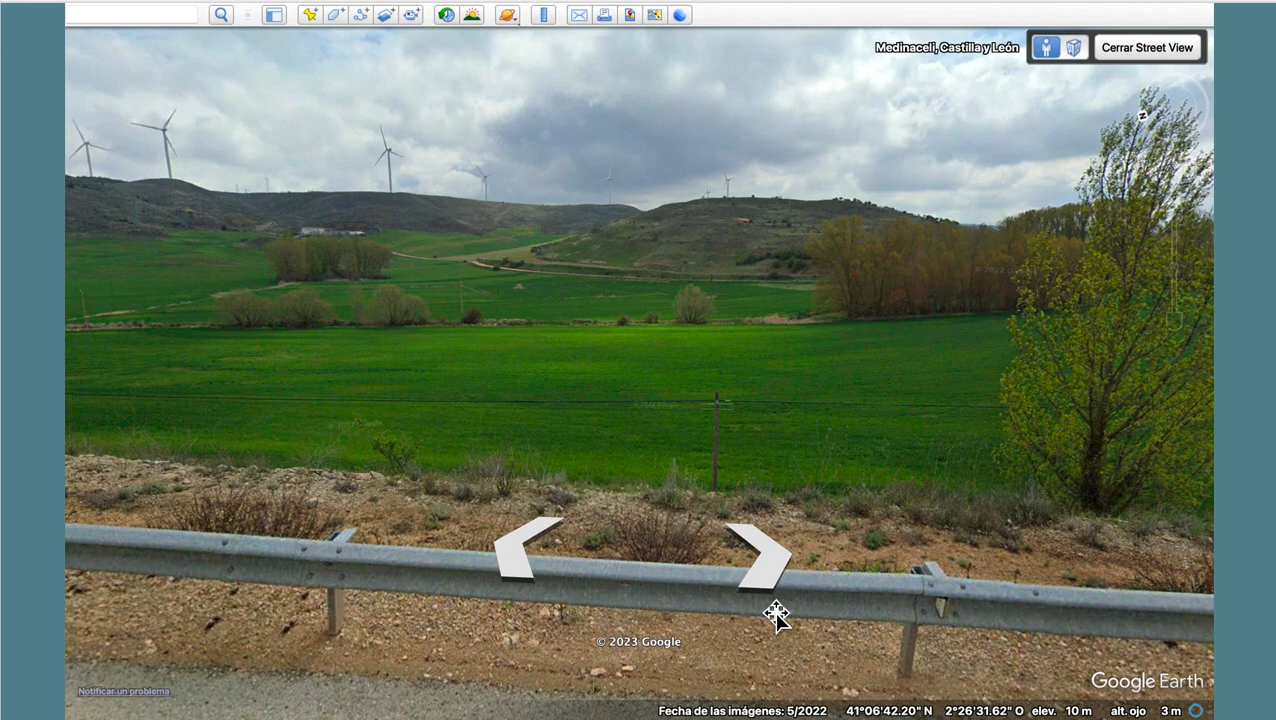 Medinaceli, Castilla y León
Cerrar Street View
© 2023 Google
Google Earth
Notificar un problema
Fecha de las imágenes: 5/2022 41°06'42.20" N 2°26'31.62" O elev. 10 m alt. ojo 3 m